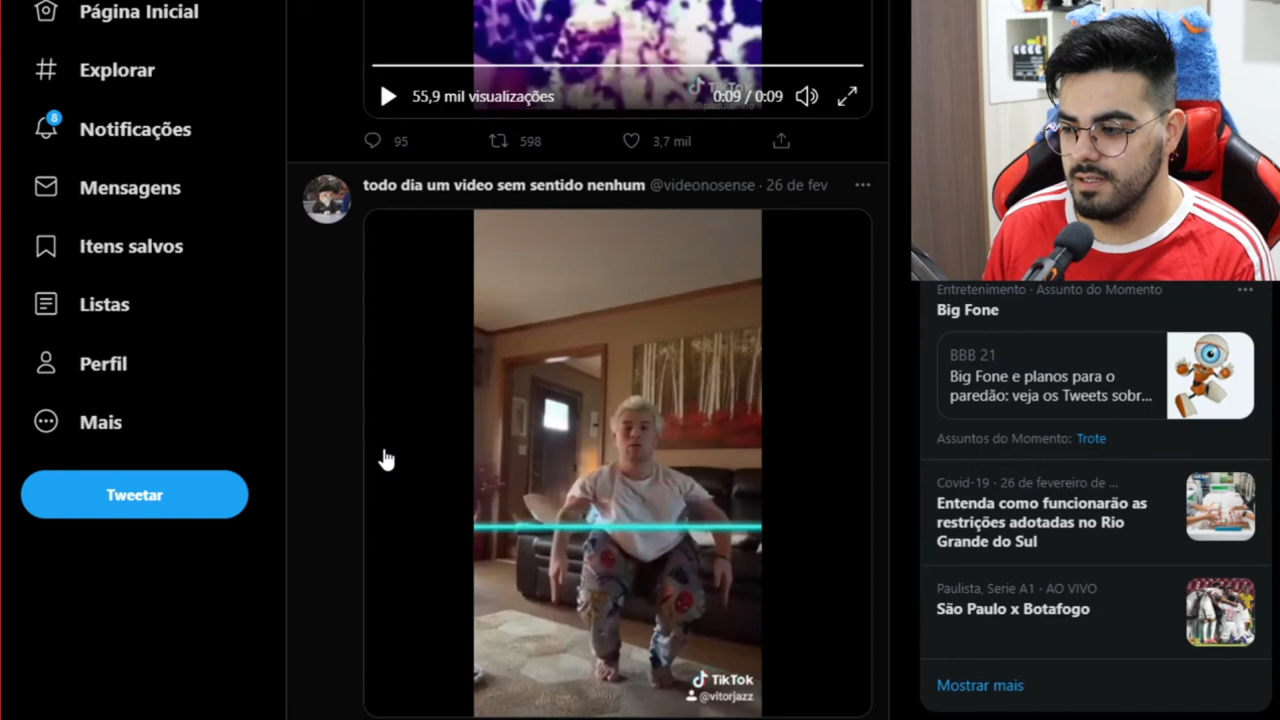 Página Inicial
Explorar
8
Notificações
Mensagens
Itens salvos
Listas
Perfil
Mais
Tweetar
55,9 mil visualizações
0:09 / 0:09
95
598
3,7 mil
todo dia um video sem sentido nenhum @videonosense · 26 de fev
TikTok
@vitorjazz
Entretenimento · Assunto do Momento
Big Fone
BBB 21
Big Fone e planos para o
paredão: veja os Tweets sobr...
Assuntos do Momento: Trote
Covid-19 · 26 de fevereiro de ...
Entenda como funcionarão as
restrições adotadas no Rio
Grande do Sul
Paulista, Serie A1 · AO VIVO
São Paulo x Botafogo
Mostrar mais